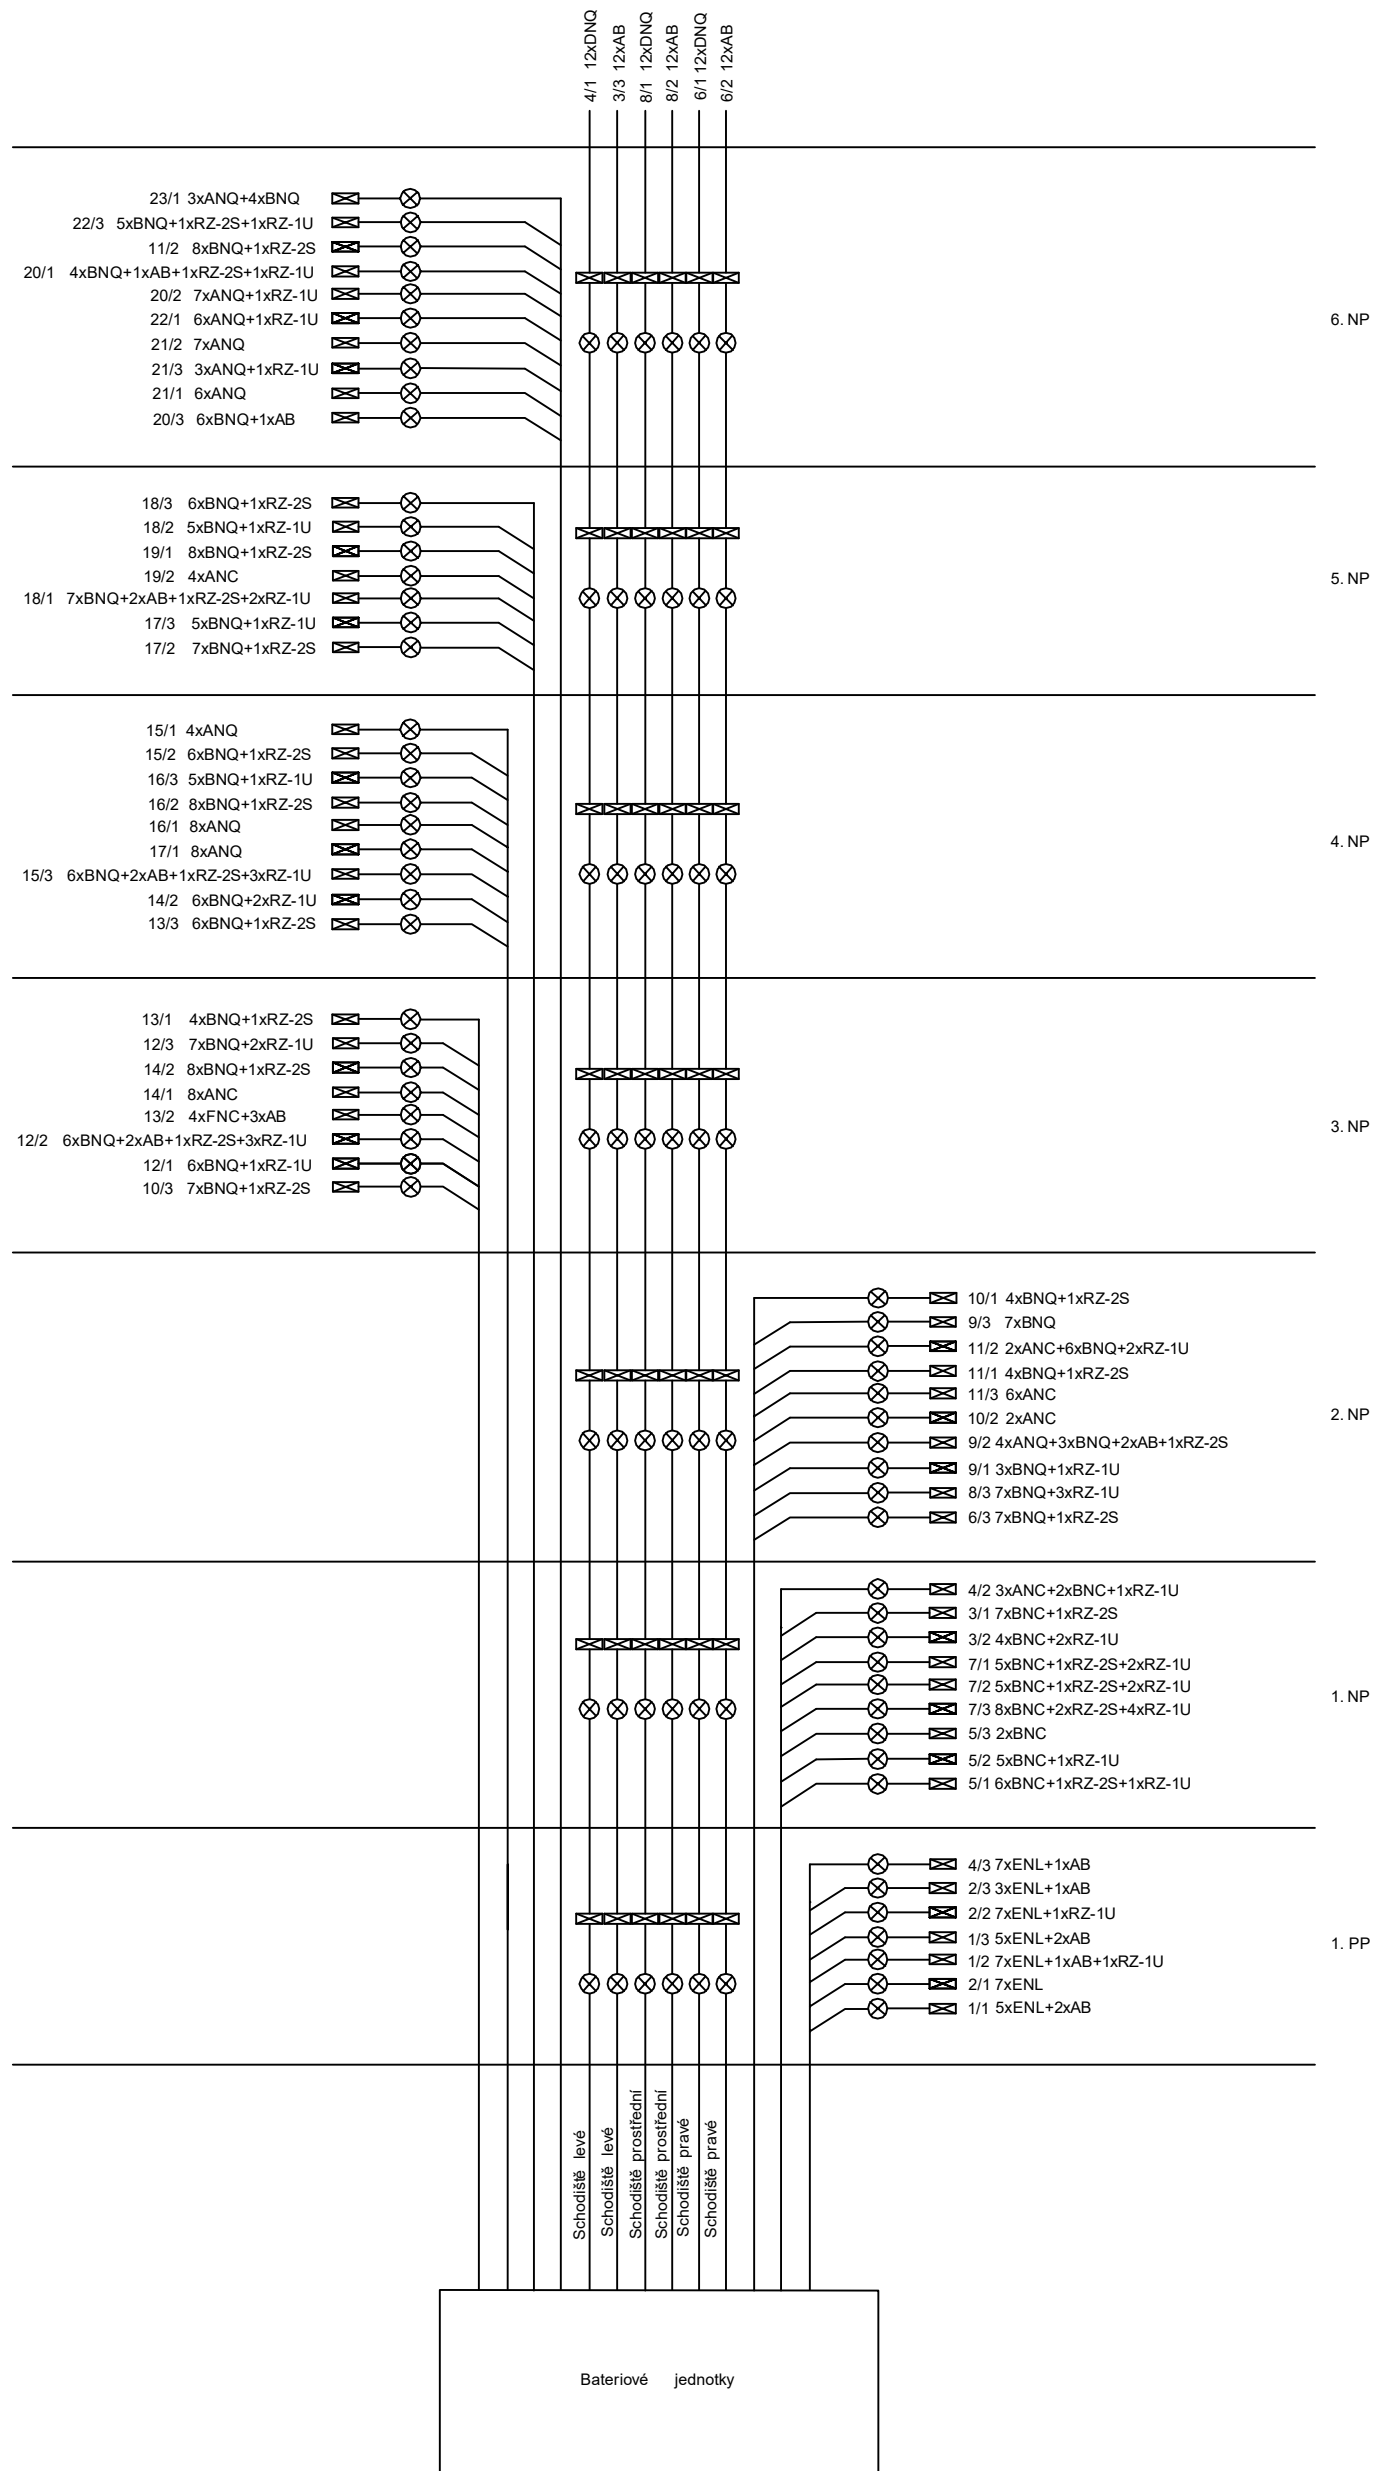 4/1 12xDNQ
3/3 12xAB
8/1 12xDNQ
8/2 12xAB
6/1 12xDNQ
6/2 12xAB
23/1 3xANQ+4xBNQ
22/3 5xBNQ+1xRZ-2S+1xRZ-1U
11/2 8xBNQ+1xRZ-2S
20/1 4xBNQ+1xAB+1xRZ-2S+1xRZ-1U
20/2 7xANQ+1xRZ-1U
22/1 6xANQ+1xRZ-1U
21/2 7xANQ
21/3 3xANQ+1xRZ-1U
21/1 6xANQ
20/3 6xBNQ+1xAB
6. NP
18/3 6xBNQ+1xRZ-2S
18/2 5xBNQ+1xRZ-1U
19/1 8xBNQ+1xRZ-2S
19/2 4xANC
18/1 7xBNQ+2xAB+1xRZ-2S+2xRZ-1U
17/3 5xBNQ+1xRZ-1U
17/2 7xBNQ+1xRZ-2S
5. NP
15/1 4xANQ
15/2 6xBNQ+1xRZ-2S
16/3 5xBNQ+1xRZ-1U
16/2 8xBNQ+1xRZ-2S
16/1 8xANQ
17/1 8xANQ
15/3 6xBNQ+2xAB+1xRZ-2S+3xRZ-1U
14/2 6xBNQ+2xRZ-1U
13/3 6xBNQ+1xRZ-2S
4. NP
13/1 4xBNQ+1xRZ-2S
12/3 7xBNQ+2xRZ-1U
14/2 8xBNQ+1xRZ-2S
14/1 8xANC
13/2 4xFNC+3xAB
12/2 6xBNQ+2xAB+1xRZ-2S+3xRZ-1U
12/1 6xBNQ+1xRZ-1U
10/3 7xBNQ+1xRZ-2S
3. NP
10/1 4xBNQ+1xRZ-2S
9/3 7xBNQ
11/2 2xANC+6xBNQ+2xRZ-1U
11/1 4xBNQ+1xRZ-2S
11/3 6xANC
10/2 2xANC
9/2 4xANQ+3xBNQ+2xAB+1xRZ-2S
9/1 3xBNQ+1xRZ-1U
8/3 7xBNQ+3xRZ-1U
6/3 7xBNQ+1xRZ-2S
2. NP
4/2 3xANC+2xBNC+1xRZ-1U
3/1 7xBNC+1xRZ-2S
3/2 4xBNC+2xRZ-1U
7/1 5xBNC+1xRZ-2S+2xRZ-1U
7/2 5xBNC+1xRZ-2S+2xRZ-1U
7/3 8xBNC+2xRZ-2S+4xRZ-1U
5/3 2xBNC
5/2 5xBNC+1xRZ-1U
5/1 6xBNC+1xRZ-2S+1xRZ-1U
1. NP
4/3 7xENL+1xAB
2/3 3xENL+1xAB
2/2 7xENL+1xRZ-1U
1/3 5xENL+2xAB
1/2 7xENL+1xAB+1xRZ-1U
2/1 7xENL
1/1 5xENL+2xAB
1. PP
Schodiště levé
Schodiště levé
Schodiště prostřední
Schodiště prostřední
Schodiště pravé
Schodiště pravé
Bateriové jednotky